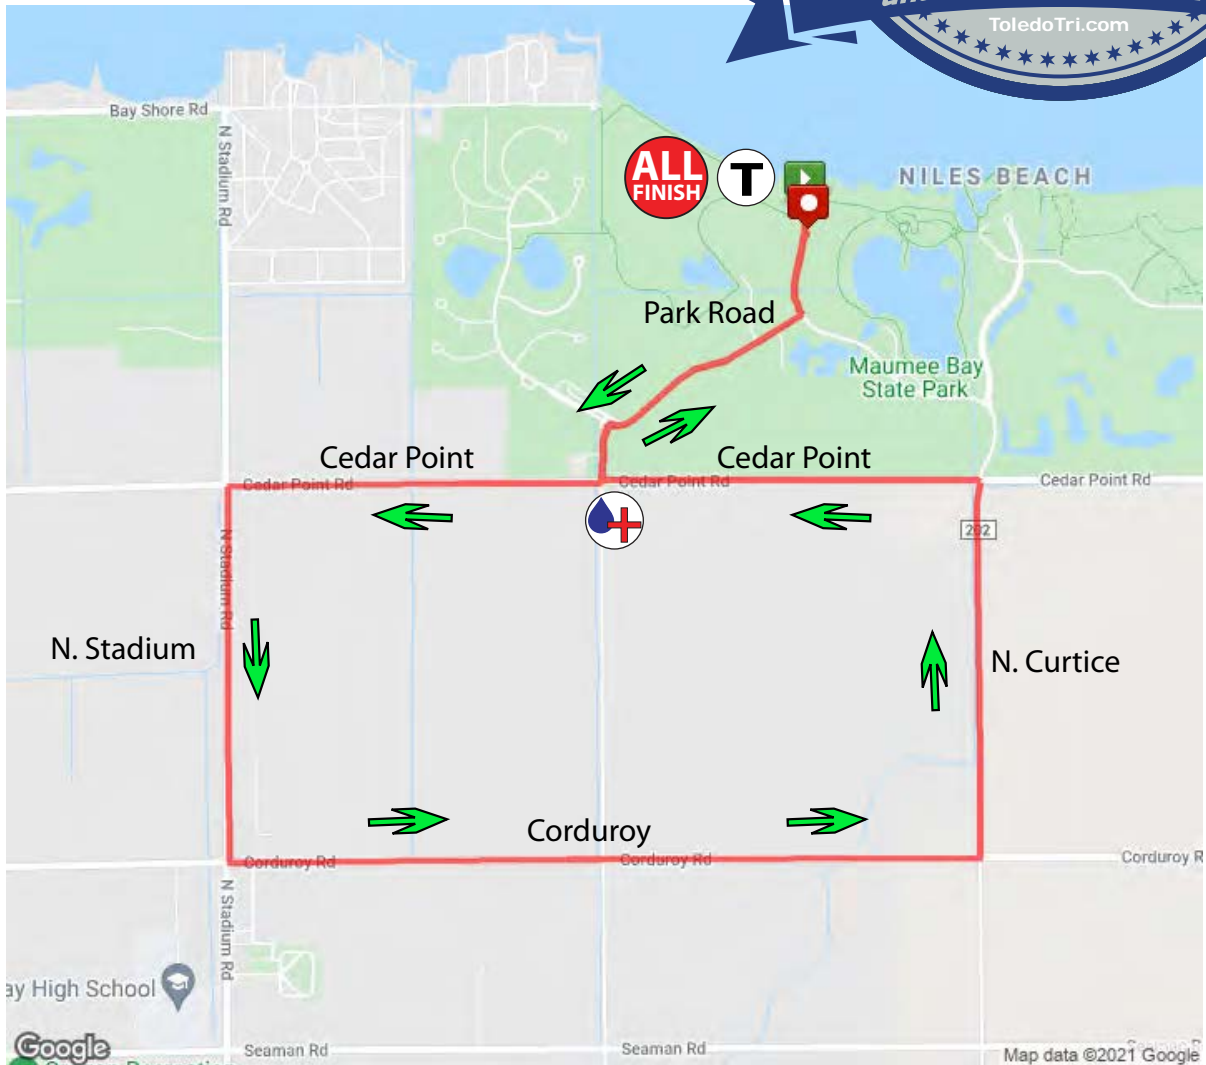 ToledoTri.com
Bay Shore Rd
N Stadium Rd
ALL
FINISH
T
NILES BEACH
Park Road
Maumee Bay
State Park
Cedar Point
Cedar Point
Cedar Point Rd
Cedar Point Rd
Cedar Point Rd
202
N Stadium Rd
N. Stadium
N. Curtice
Corduroy
Corduroy Rd
Corduroy Rd
Corduroy R
N Stadium Rd
ay High School
Google
Seaman Rd
Seaman Rd
Map data ©2021 Google